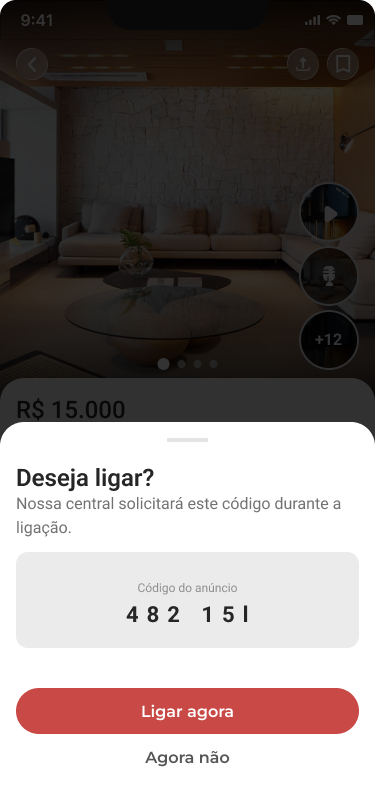 9:41
+12
R$ 15.000
Deseja ligar?
Nossa central solicitará este código durante a
ligação.
Código do anúncio
482 15l
Ligar agora
Agora não